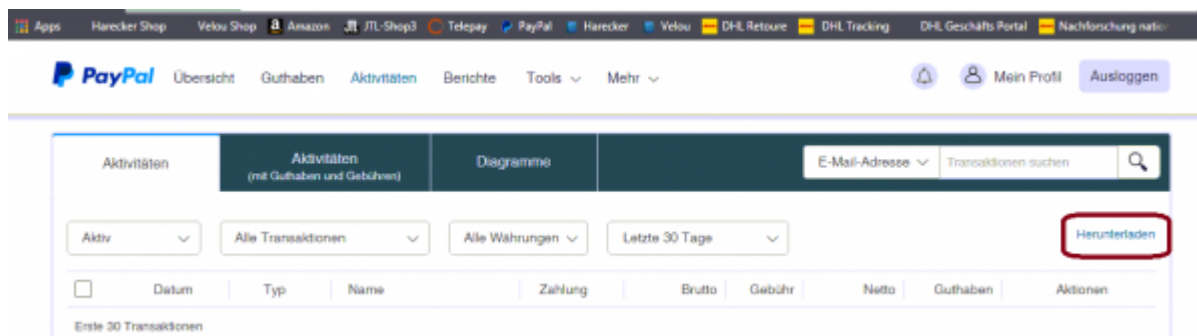 Apps Harecker Shop Velou Shop Amazon JTL-Shop3 Telepay PayPal Harecker Velou DHL Retoure DHL Tracking DHL Geschäfts Portal Nachforschung natio
PayPal Übersicht Guthaben Aktivitäten Berichte Tools Mehr Mein Profil Ausloggen
Aktivitäten Aktivitäten Diagramme E-Mail-Adresse Transaktionen suchen
(mit Guthaben und Gebühren)
Aktiv Alle Transaktionen Alle Währungen Letzte 30 Tage Herunterladen
Datum Typ Name Zahlung Brutto Gebühr Netto Guthaben Aktionen
Erste 30 Transaktionen